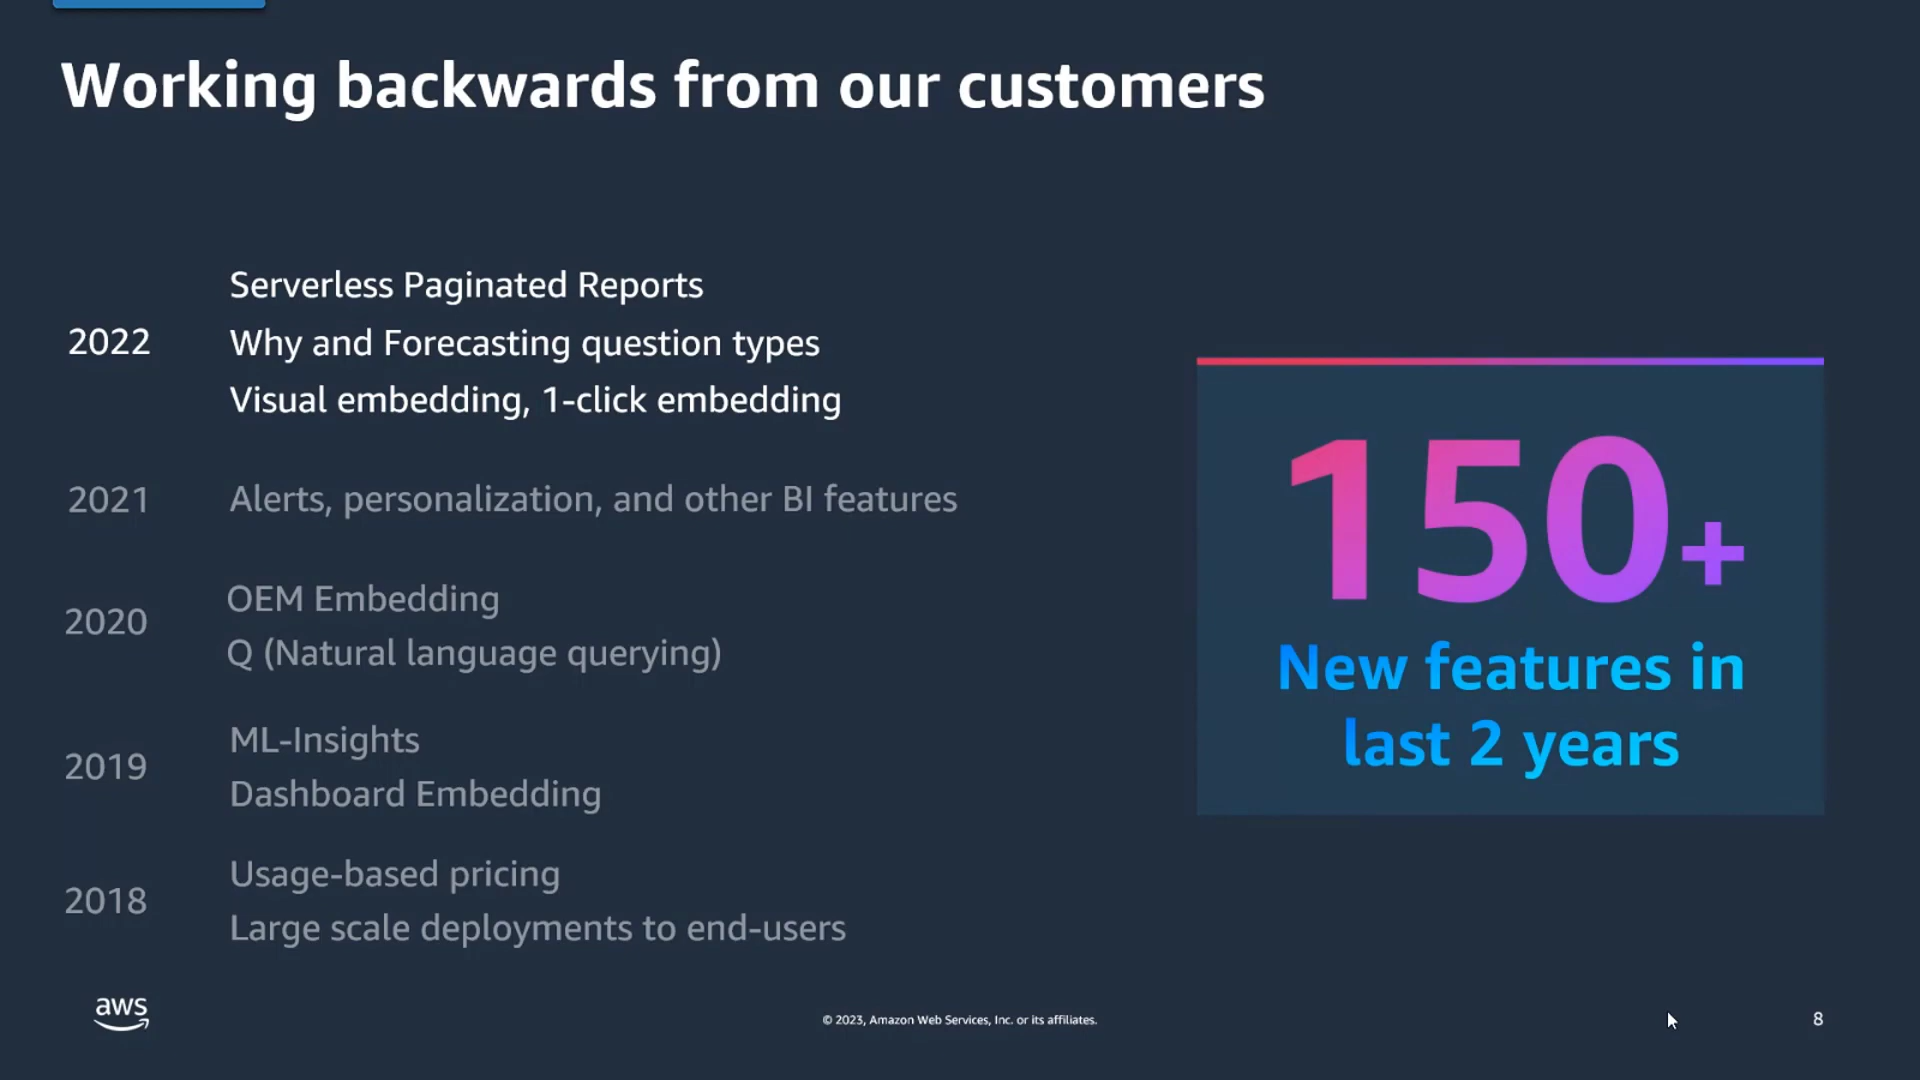 Working backwards from our customers
2022
Serverless Paginated Reports
Why and Forecasting question types
Visual embedding, 1-click embedding
2021
Alerts, personalization, and other BI features
2020
OEM Embedding
Q (Natural language querying)
2019
ML-Insights
Dashboard Embedding
2018
Usage-based pricing
Large scale deployments to end-users
150+
New features in
last 2 years
aws
© 2023, Amazon Web Services, Inc. or its affiliates.
8